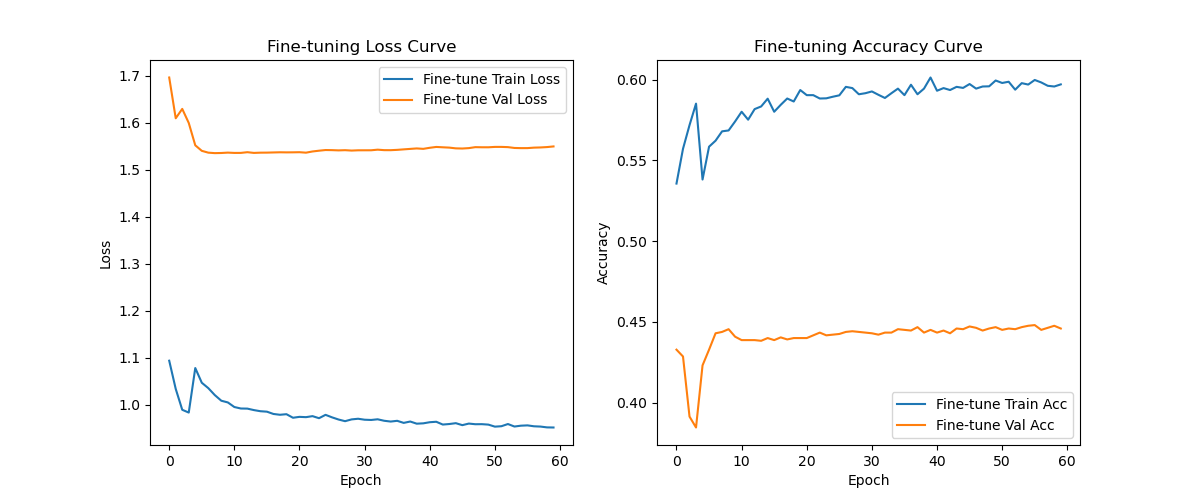 Fine-tuning Loss Curve
1.7
1.6
1.5
1.4
1.3
1.2
1.1
1.0
Loss
0 10 20 30 40 50 60
Epoch
Fine-tune Train Loss
Fine-tune Val Loss
Fine-tuning Accuracy Curve
0.60
0.55
0.50
0.45
0.40
Accuracy
0 10 20 30 40 50 60
Epoch
Fine-tune Train Acc
Fine-tune Val Acc